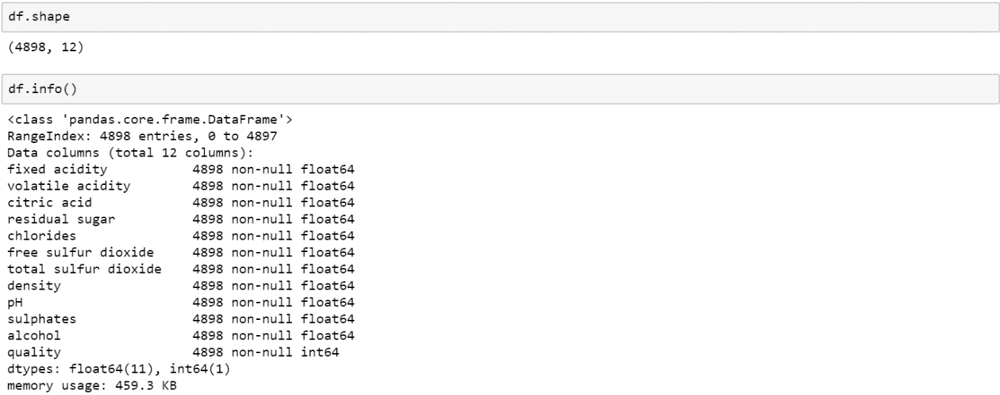 df.shape
(4898, 12)
df.info()
<class 'pandas.core.frame.DataFrame'>
RangeIndex: 4898 entries, 0 to 4897
Data columns (total 12 columns):
fixed acidity           4898 non-null float64
volatile acidity        4898 non-null float64
citric acid             4898 non-null float64
residual sugar          4898 non-null float64
chlorides               4898 non-null float64
free sulfur dioxide     4898 non-null float64
total sulfur dioxide    4898 non-null float64
density                 4898 non-null float64
pH                      4898 non-null float64
sulphates               4898 non-null float64
alcohol                 4898 non-null float64
quality                 4898 non-null int64
dtypes: float64(11), int64(1)
memory usage: 459.3 KB